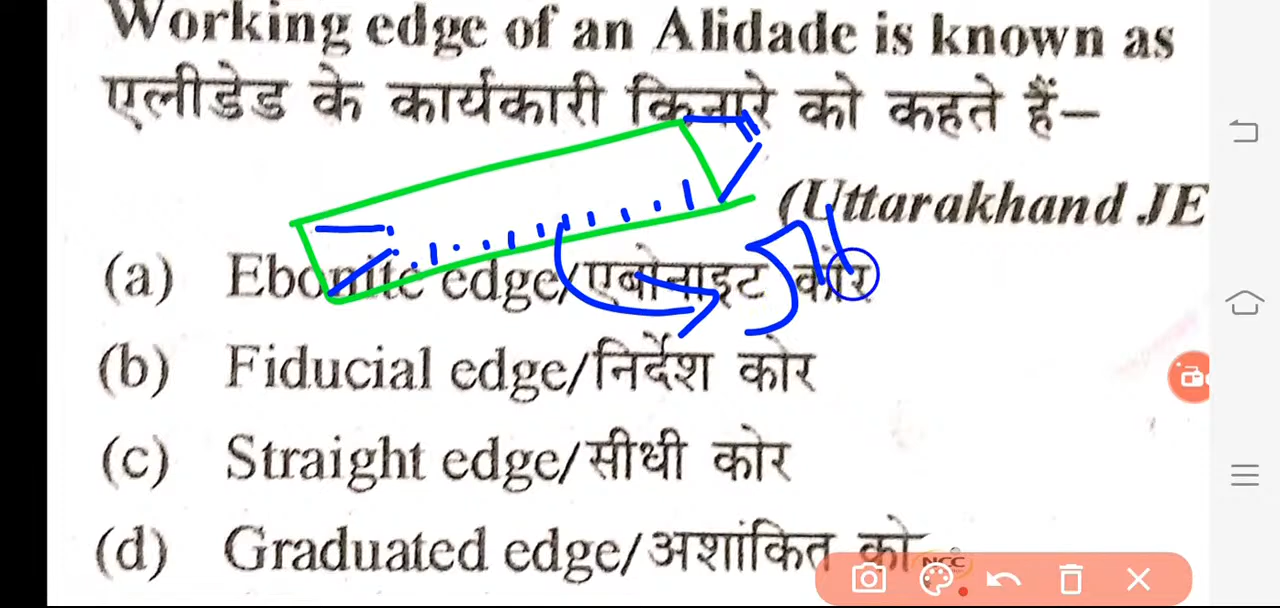 Working edge of an Alidade is known as
एलीडेड के कार्यकारी किनारे को कहते हैं–
(Uttarakhand JE
(a) Ebonite edge/एबोनाइट कोर
(b) Fiducial edge/निर्देश कोर
(c) Straight edge/सीधी कोर
(d) Graduated edge/अशांकित को
NCC